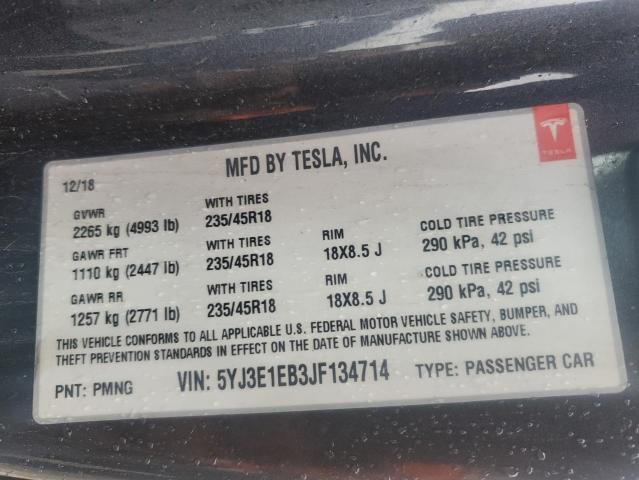 MFD BY TESLA, INC.
TESLA
12/18
GVWR WITH TIRES
2265 kg (4993 lb) 235/45R18
GAWR FRT WITH TIRES RIM COLD TIRE PRESSURE
1110 kg (2447 lb) 235/45R18 18X8.5 J 290 kPa, 42 psi
GAWR RR WITH TIRES RIM COLD TIRE PRESSURE
1257 kg (2771 lb) 235/45R18 18X8.5 J 290 kPa, 42 psi
THIS VEHICLE CONFORMS TO ALL APPLICABLE U.S. FEDERAL MOTOR VEHICLE SAFETY, BUMPER, AND
THEFT PREVENTION STANDARDS IN EFFECT ON THE DATE OF MANUFACTURE SHOWN ABOVE.
PNT: PMNG VIN: 5YJ3E1EB3JF134714 TYPE: PASSENGER CAR